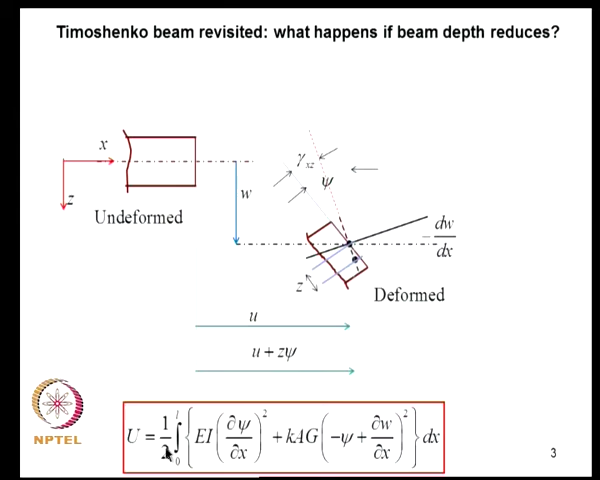 Timoshenko beam revisited: what happens if beam depth reduces?
x
z
Undeformed
w
γxz
ψ
dw
dx
z
Deformed
u
u + zψ
U = 1/2 ∫₀ˡ { EI (∂ψ/∂x)² + kAG (−ψ + ∂w/∂x)² } dx
NPTEL
3